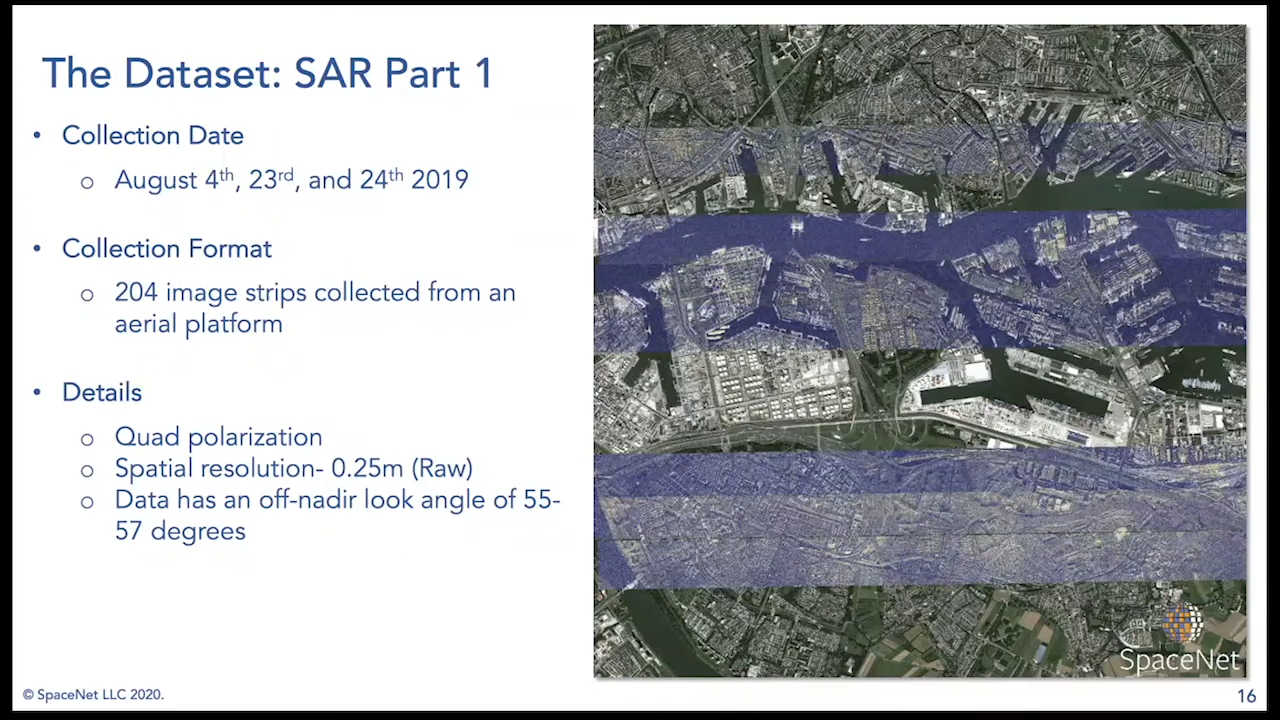 The Dataset: SAR Part 1
• Collection Date
o August 4th, 23rd, and 24th 2019
• Collection Format
o 204 image strips collected from an
aerial platform
• Details
o Quad polarization
o Spatial resolution- 0.25m (Raw)
o Data has an off-nadir look angle of 55-
57 degrees
SpaceNet
© SpaceNet LLC 2020.
16